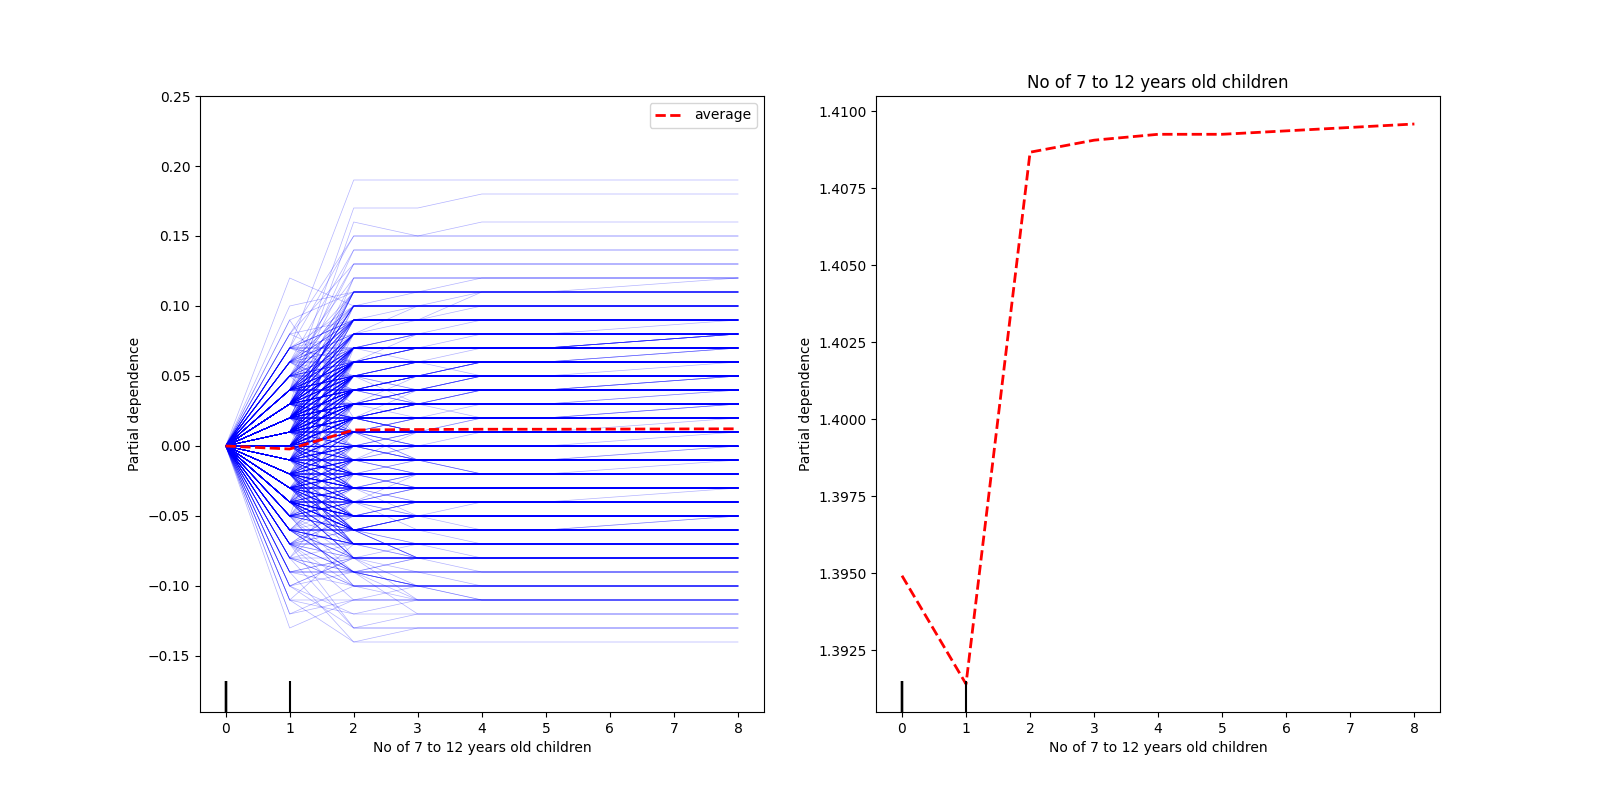 No of 7 to 12 years old children
average
Partial dependence
0.25
0.20
0.15
0.10
0.05
0.00
−0.05
−0.10
−0.15
0 1 2 3 4 5 6 7 8
No of 7 to 12 years old children
Partial dependence
1.4100
1.4075
1.4050
1.4025
1.4000
1.3975
1.3950
1.3925
0 1 2 3 4 5 6 7 8
No of 7 to 12 years old children